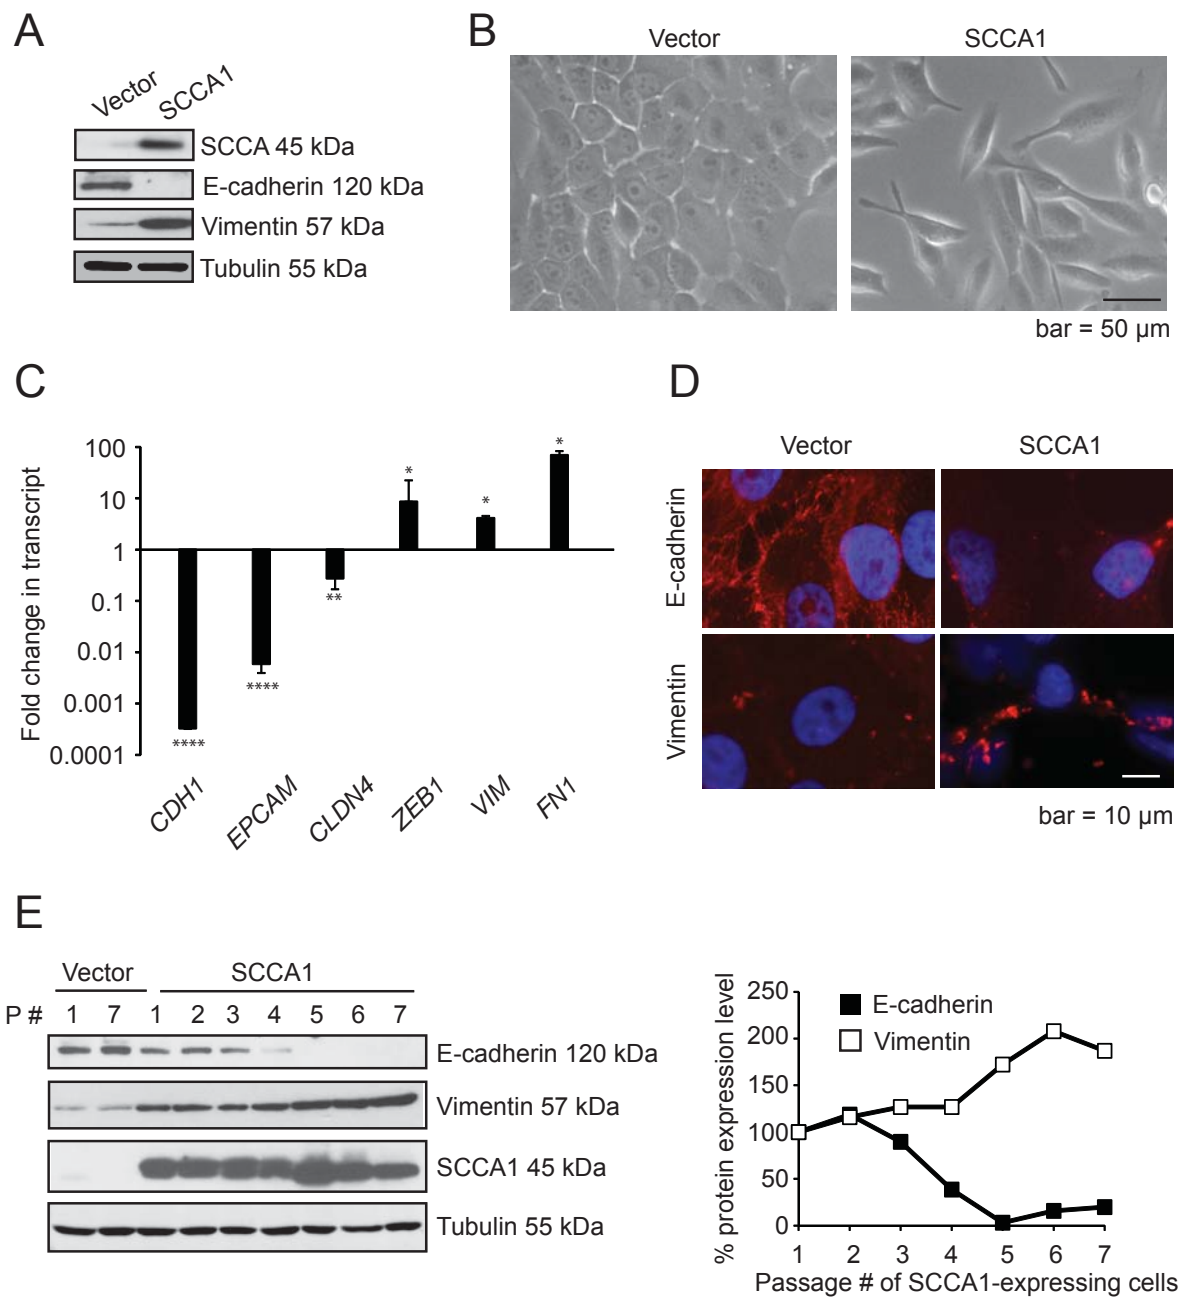 A
Vector SCCA1
SCCA 45 kDa
E-cadherin 120 kDa
Vimentin 57 kDa
Tubulin 55 kDa
B
Vector SCCA1
bar = 50 µm
C
Fold change in transcript
100
10
1
0.1
0.01
0.001
0.0001
**** **** ** * * *
CDH1 EPCAM CLDN4 ZEB1 VIM FN1
D
Vector SCCA1
E-cadherin
Vimentin
bar = 10 µm
E
Vector SCCA1
P # 1 7 1 2 3 4 5 6 7
E-cadherin 120 kDa
Vimentin 57 kDa
SCCA1 45 kDa
Tubulin 55 kDa
% protein expression level
250
200
150
100
50
0
E-cadherin
Vimentin
1 2 3 4 5 6 7
Passage # of SCCA1-expressing cells